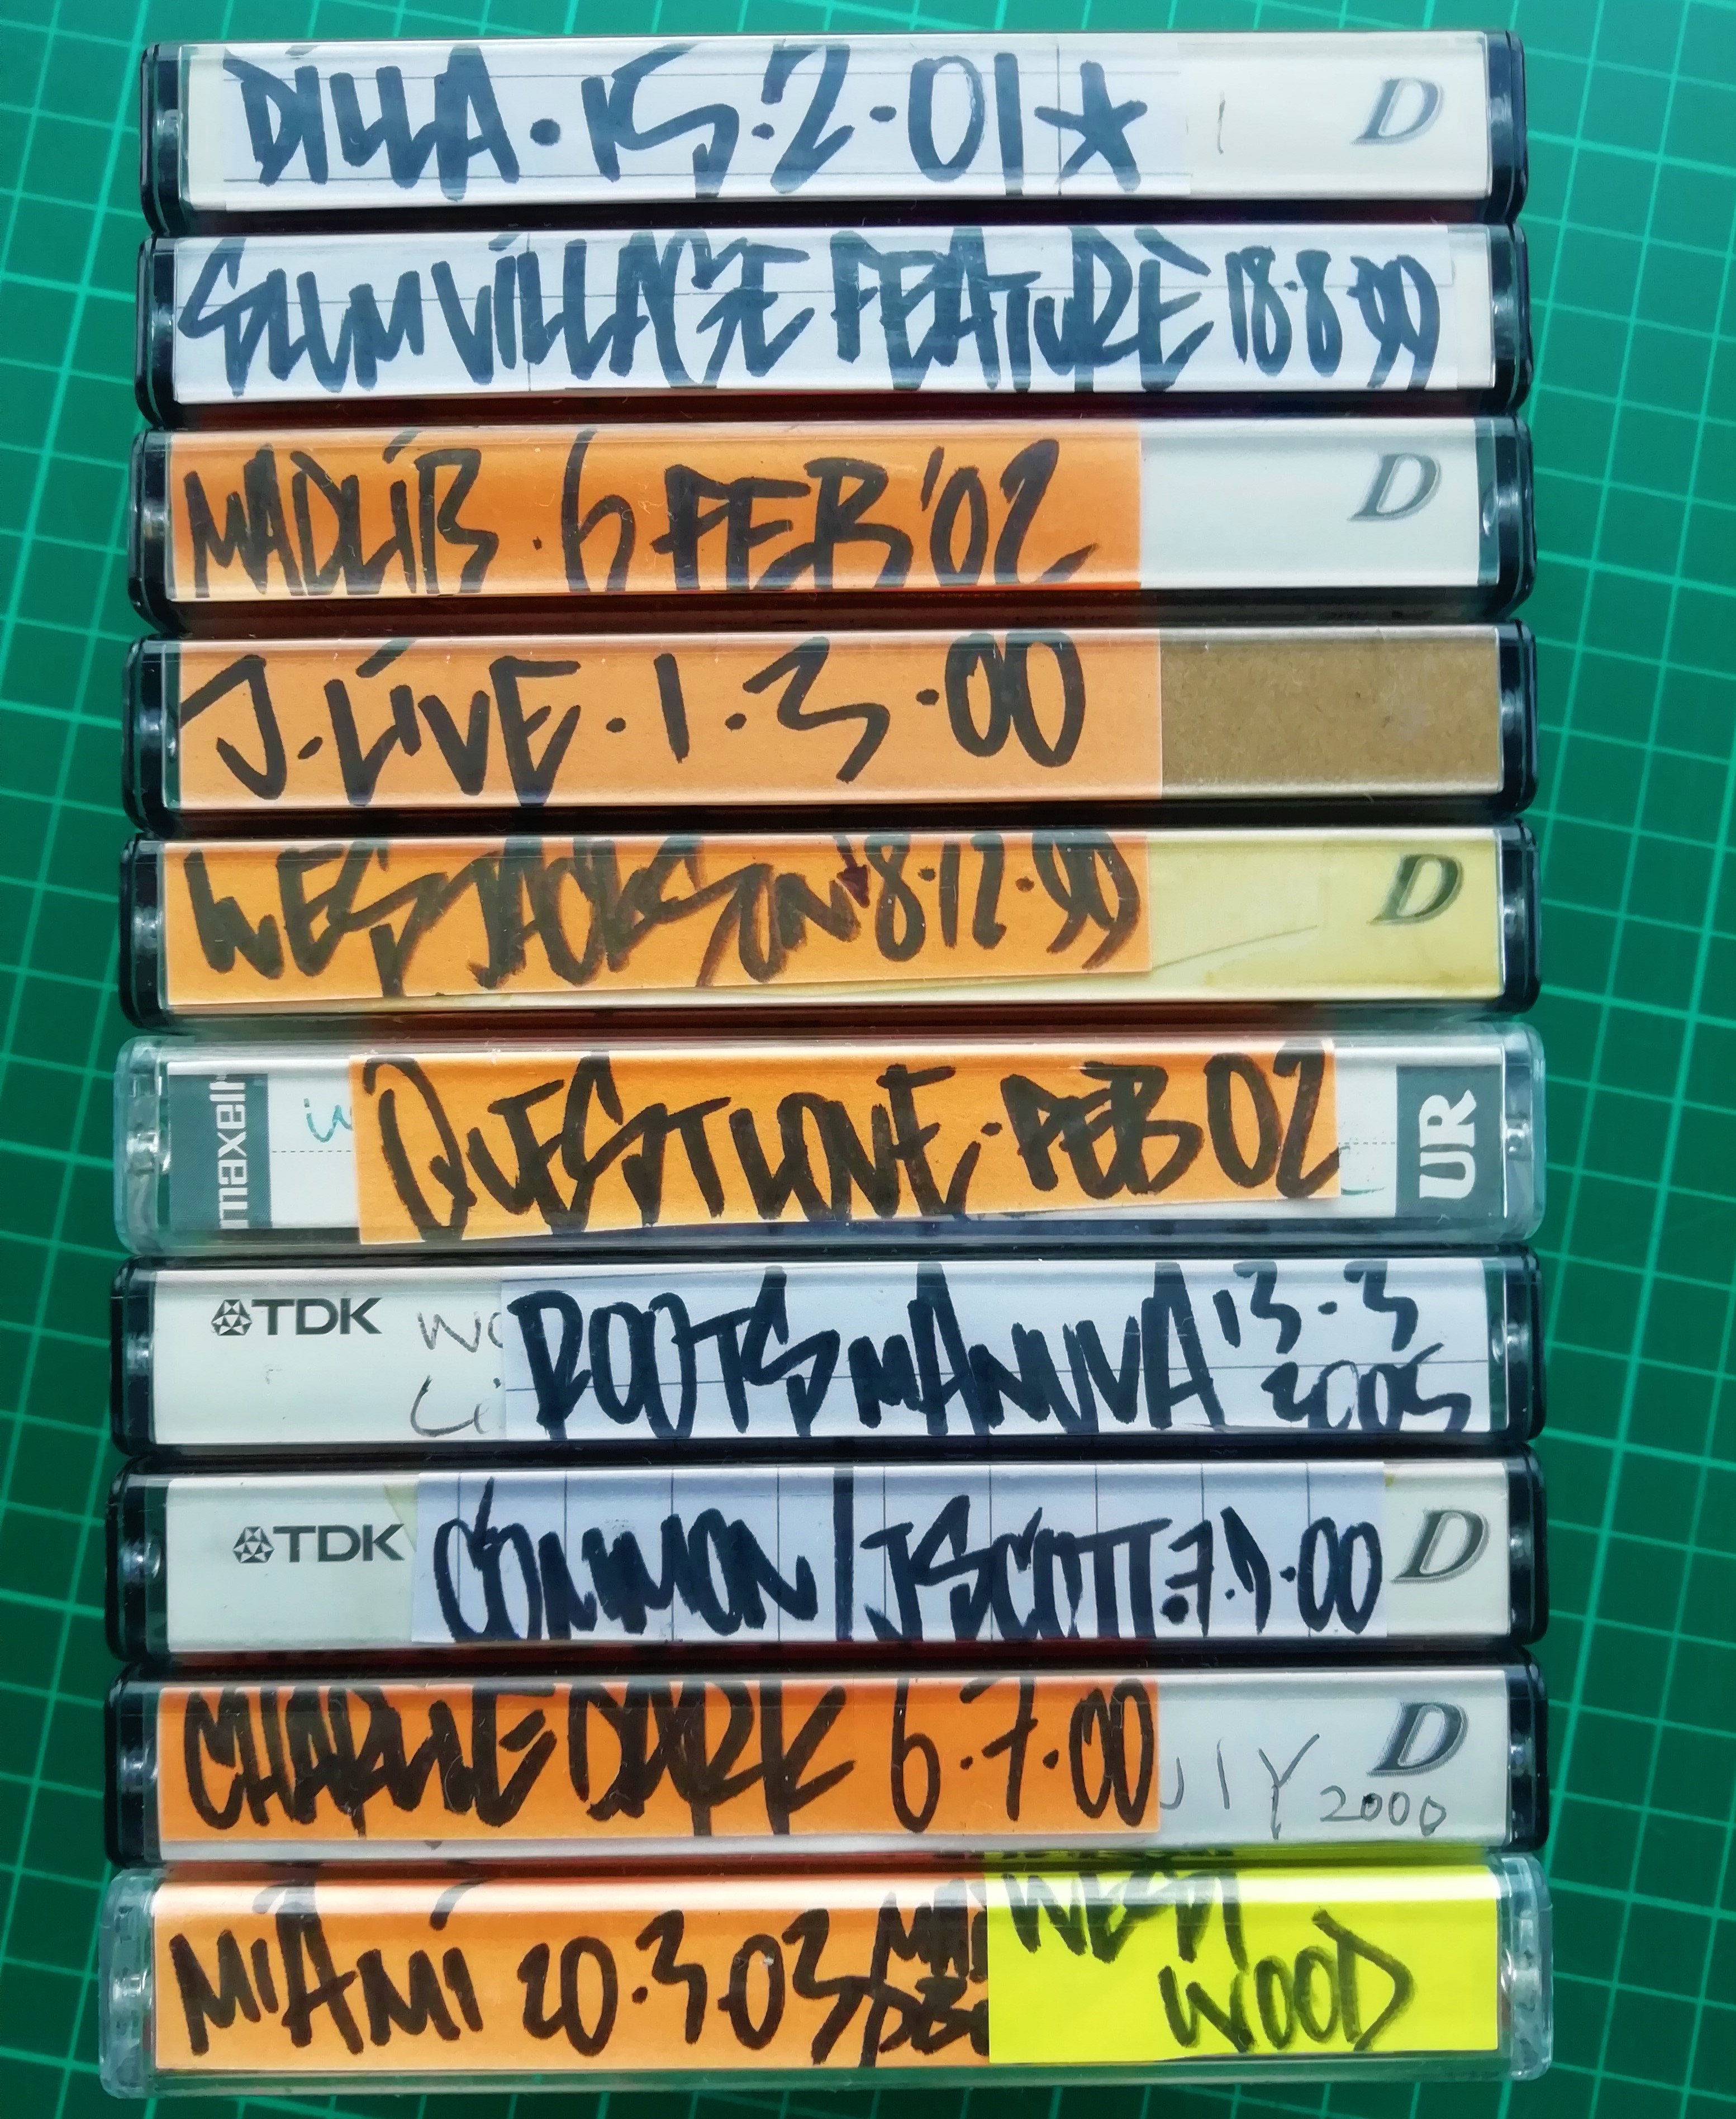 DILLA · 15·2·01 ★ D
SLUM VILLAGE FEATURE 18·8·99
MADLIB · 6 FEB '02 D
J·LIVE · 1·3·00
WES JACKSON 8·12·99 D
maxell QUESTLOVE · FEB 02 UR
TDK ROOTS MANUVA 13·3
2005
TDK COMMON / J SCOTT 00 D
CHARLIE DARK 6·7·00 D
2000
MIAMI 20·3 03 WEST
WOOD